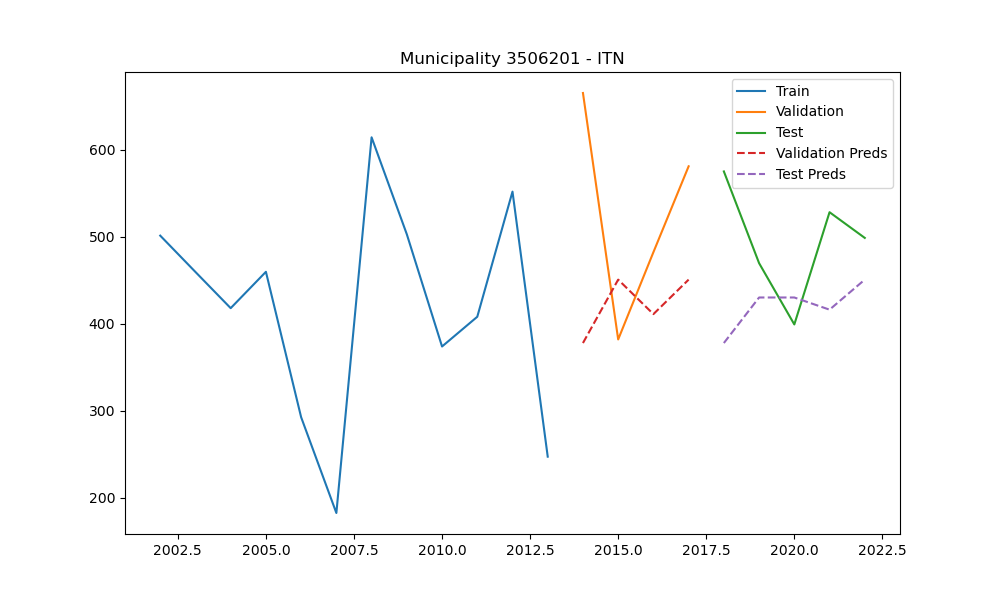 Municipality 3506201 - ITN
Train
Validation
Test
Validation Preds
Test Preds
600
500
400
300
200
2002.5 2005.0 2007.5 2010.0 2012.5 2015.0 2017.5 2020.0 2022.5